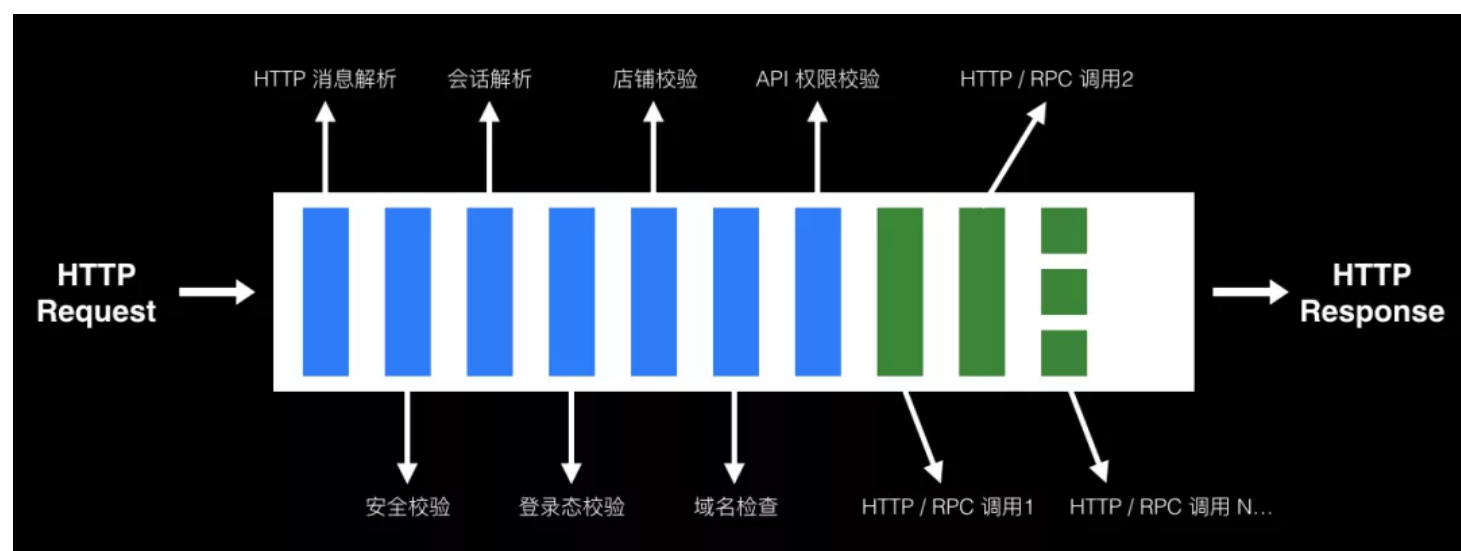 HTTP 消息解析
会话解析
店铺校验
API 权限校验
HTTP / RPC 调用2
HTTP
Request
HTTP
Response
安全校验
登录态校验
域名检查
HTTP / RPC 调用1
HTTP / RPC 调用 N...